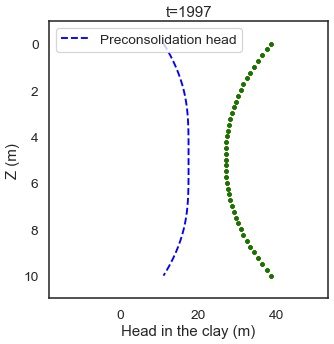 t=1997
Preconsolidation head
0
2
4
6
8
10
Z (m)
0 20 40
Head in the clay (m)